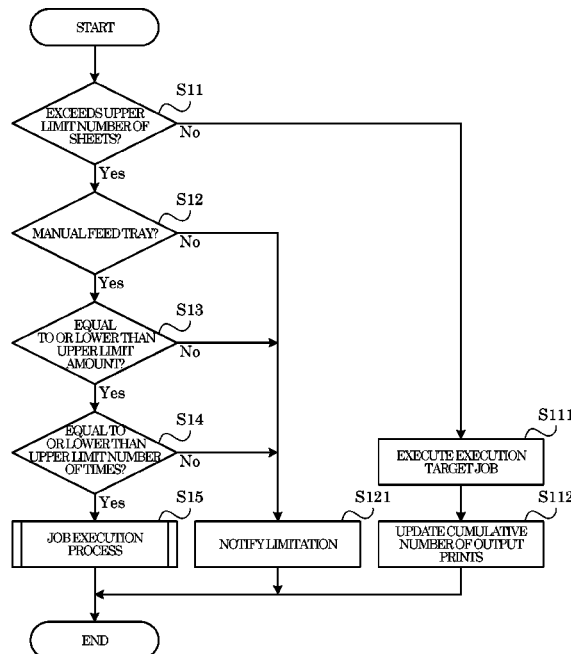 START
S11
EXCEEDS UPPER
LIMIT NUMBER OF
SHEETS?
No
Yes
S12
MANUAL FEED TRAY?
No
Yes
S13
EQUAL
TO OR LOWER THAN
UPPER LIMIT
AMOUNT?
No
Yes
S14
EQUAL TO
OR LOWER THAN
UPPER LIMIT NUMBER
OF TIMES?
No
Yes
S111
EXECUTE EXECUTION
TARGET JOB
S15
JOB EXECUTION
PROCESS
S121
NOTIFY LIMITATION
S112
UPDATE CUMULATIVE
NUMBER OF OUTPUT
PRINTS
END